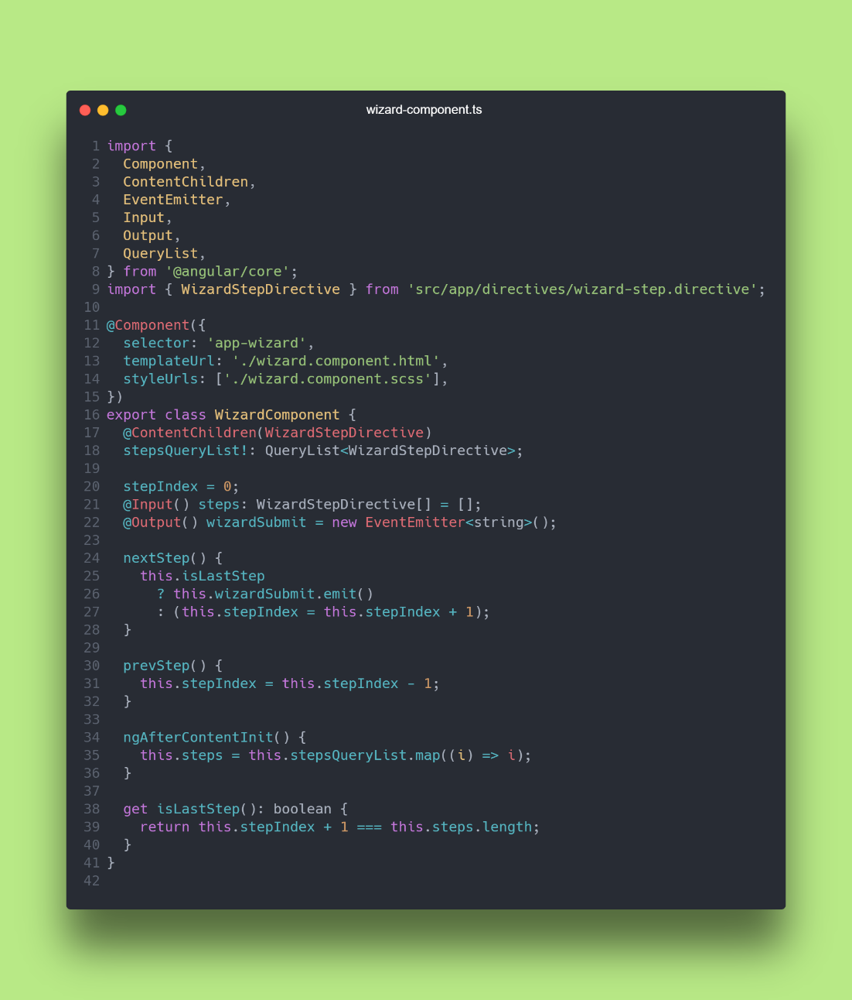 wizard-component.ts
1 import {
2   Component,
3   ContentChildren,
4   EventEmitter,
5   Input,
6   Output,
7   QueryList,
8 } from '@angular/core';
9 import { WizardStepDirective } from 'src/app/directives/wizard-step.directive';
10
11 @Component({
12   selector: 'app-wizard',
13   templateUrl: './wizard.component.html',
14   styleUrls: ['./wizard.component.scss'],
15 })
16 export class WizardComponent {
17   @ContentChildren(WizardStepDirective)
18   stepsQueryList!: QueryList<WizardStepDirective>;
19
20   stepIndex = 0;
21   @Input() steps: WizardStepDirective[] = [];
22   @Output() wizardSubmit = new EventEmitter<string>();
23
24   nextStep() {
25     this.isLastStep
26       ? this.wizardSubmit.emit()
27       : (this.stepIndex = this.stepIndex + 1);
28   }
29
30   prevStep() {
31     this.stepIndex = this.stepIndex - 1;
32   }
33
34   ngAfterContentInit() {
35     this.steps = this.stepsQueryList.map((i) => i);
36   }
37
38   get isLastStep(): boolean {
39     return this.stepIndex + 1 === this.steps.length;
40   }
41 }
42